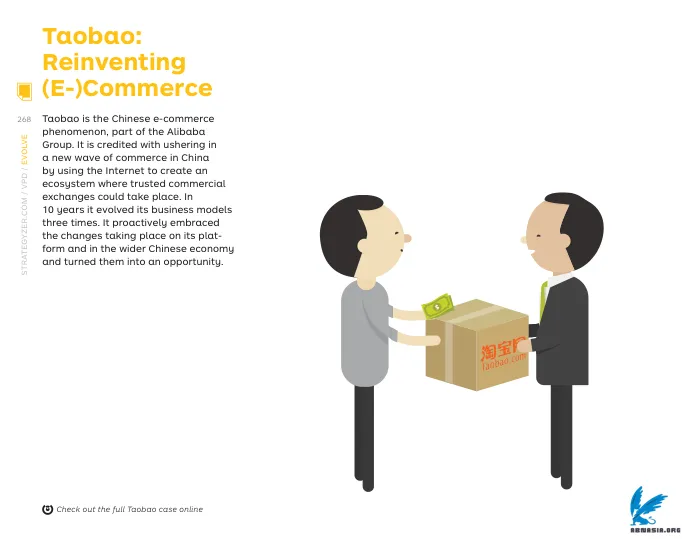 Taobao:
Reinventing
(E-)Commerce
268
STRATEGYZER.COM / VPD / EVOLVE
Taobao is the Chinese e-commerce
phenomenon, part of the Alibaba
Group. It is credited with ushering in
a new wave of commerce in China
by using the Internet to create an
ecosystem where trusted commercial
exchanges could take place. In
10 years it evolved its business models
three times. It proactively embraced
the changes taking place on its plat-
form and in the wider Chinese economy
and turned them into an opportunity.
淘宝网
Taobao.com
Check out the full Taobao case online
ABNASIA.ORG